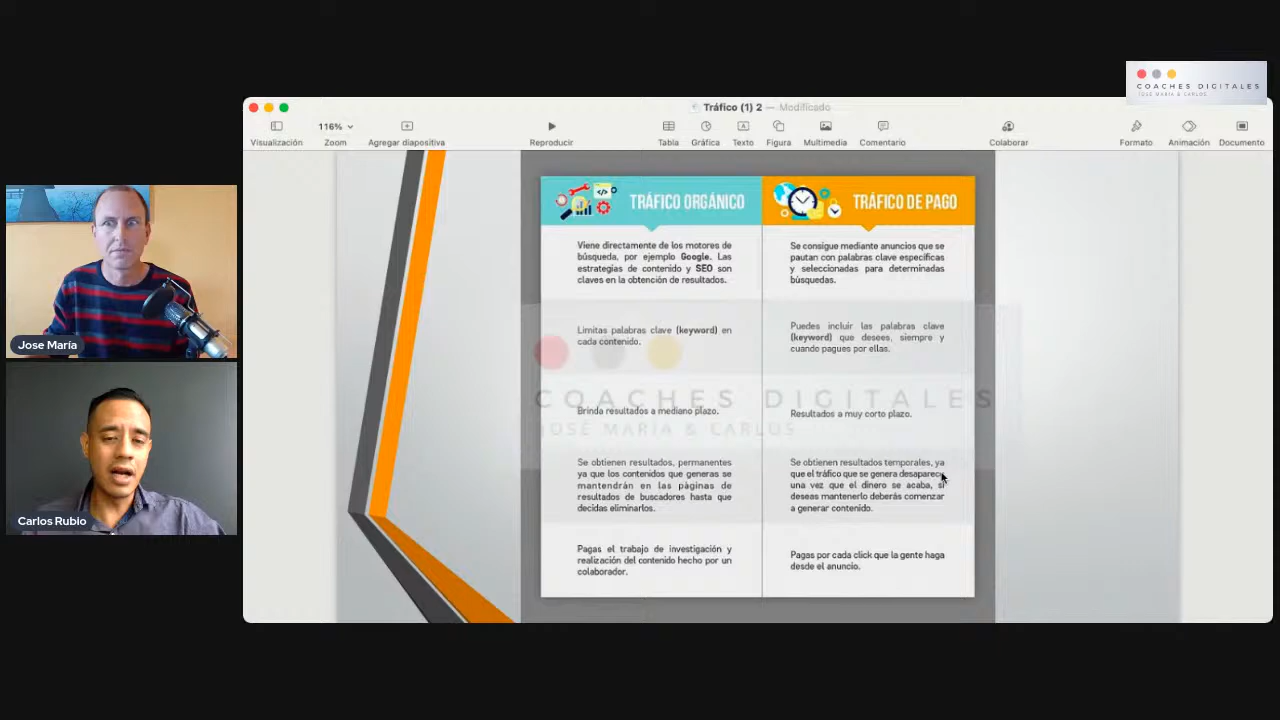 COACHES DIGITALES
JOSÉ MARÍA & CARLOS
Tráfico (1) 2 — Modificado
116%
Visualización
Zoom
Agregar diapositiva
Reproducir
Tabla
Gráfica
Texto
Figura
Multimedia
Comentario
Colaborar
Formato
Animación
Documento
TRÁFICO ORGÁNICO
Viene directamente de los motores de
búsqueda, por ejemplo Google. Las
estrategias de contenido y SEO son
claves en la obtención de resultados.
Limitas palabras clave (keyword) en
cada contenido.
Brinda resultados a mediano plazo.
Se obtienen resultados, permanentes
ya que los contenidos que generas se
mantendrán en las páginas de
resultados de buscadores hasta que
decidas eliminarlos.
Pagas el trabajo de investigación y
realización del contenido hecho por un
colaborador.
TRÁFICO DE PAGO
Se consigue mediante anuncios que se
pautan con palabras clave específicas
y seleccionadas para determinadas
búsquedas.
Puedes incluir las palabras clave
(keyword) que desees, siempre y
cuando pagues por ellas.
Resultados a muy corto plazo.
Se obtienen resultados temporales, ya
que el tráfico que se genera desaparece
una vez que el dinero se acaba, si
deseas mantenerlo deberás comenzar
a generar contenido.
Pagas por cada click que la gente haga
desde el anuncio.
COACHES DIGITALES
JOSÉ MARÍA & CARLOS
Jose María
Carlos Rubio